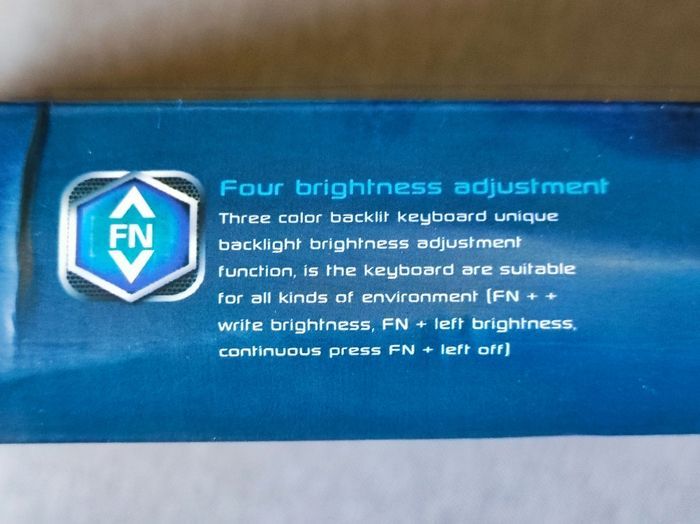 FN
Four brightness adjustment
Three color backlit keyboard unique
backlight brightness adjustment
function, is the keyboard are suitable
for all kinds of environment (FN + +
write brightness, FN + left brightness,
continuous press FN + left off)